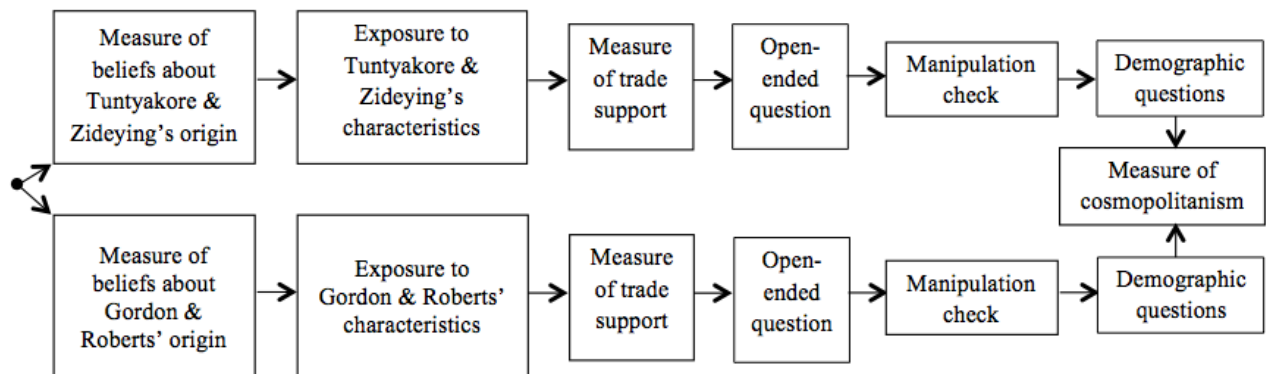 Measure of
beliefs about
Tuntyakore &
Zideying's origin
Exposure to
Tuntyakore &
Zideying's
characteristics
Measure
of trade
support
Open-
ended
question
Manipulation
check
Demographic
questions
Measure of
cosmopolitanism
Measure of
beliefs about
Gordon &
Roberts' origin
Exposure to
Gordon & Roberts'
characteristics
Measure
of trade
support
Open-
ended
question
Manipulation
check
Demographic
questions